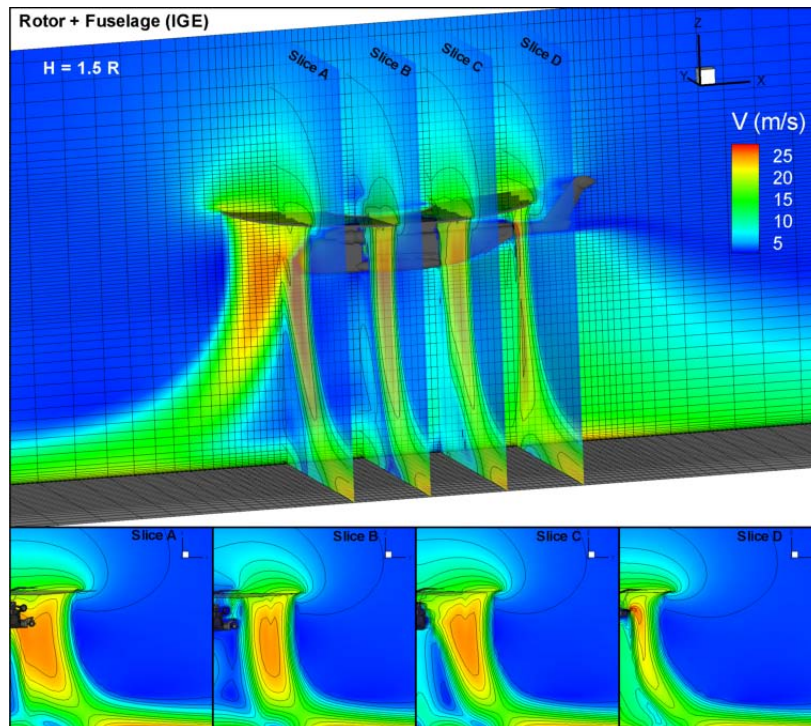 Rotor + Fuselage (IGE)
H = 1.5 R
Slice A
Slice B
Slice C
Slice D
Z
Y
X
V (m/s)
25
20
15
10
5
Slice A
Slice B
Slice C
Slice D